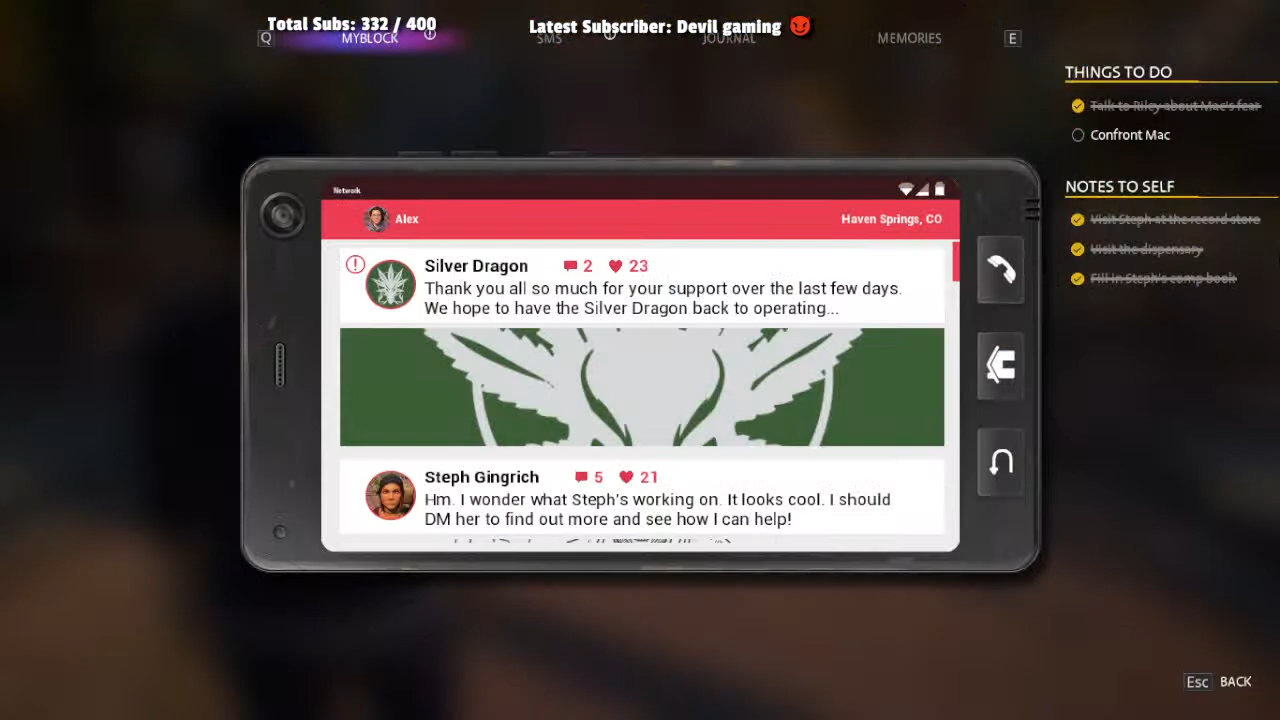 Total Subs: 332 / 400
Latest Subscriber: Devil gaming 😈
Q
MYBLOCK
SMS
JOURNAL
MEMORIES
E
THINGS TO DO
Talk to Riley about Mac's fear
Confront Mac
NOTES TO SELF
Visit Steph at the record store
Visit the dispensary
Fill in Steph's comp book
Network
Alex
Haven Springs, CO
Silver Dragon 2 23
Thank you all so much for your support over the last few days.
We hope to have the Silver Dragon back to operating...
Steph Gingrich 5 21
Hm. I wonder what Steph's working on. It looks cool. I should
DM her to find out more and see how I can help!
Esc BACK